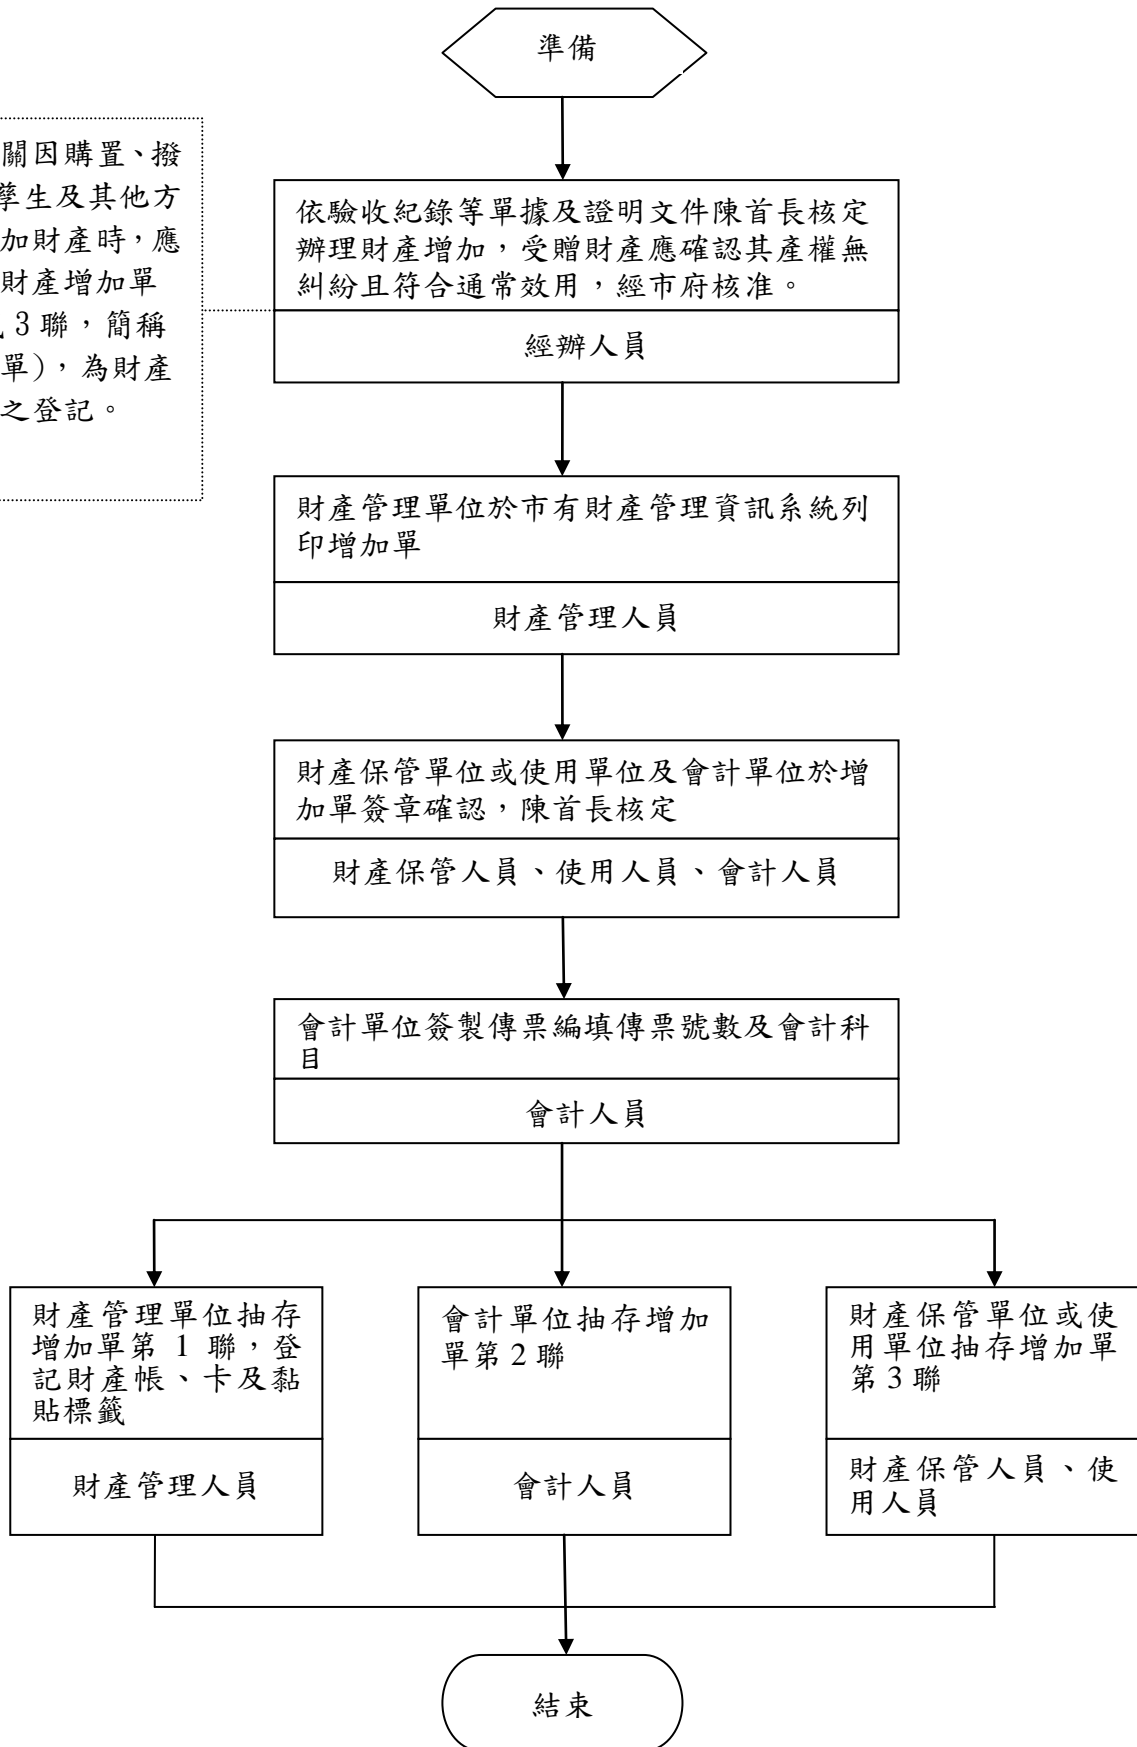 準備
關因購置、撥
孳生及其他方
加財產時，應
財產增加單
3聯，簡稱
單)，為財產
之登記。
依驗收紀錄等單據及證明文件陳首長核定
辦理財產增加，受贈財產應確認其產權無
糾紛且符合通常效用，經市府核准。
經辦人員
財產管理單位於市有財產管理資訊系統列
印增加單
財產管理人員
財產保管單位或使用單位及會計單位於增
加單簽章確認，陳首長核定
財產保管人員、使用人員、會計人員
會計單位簽製傳票編填傳票號數及會計科
目
會計人員
財產管理單位抽存
增加單第 1 聯，登
記財產帳、卡及黏
貼標籤
財產管理人員
會計單位抽存增加
單第2聯
會計人員
財產保管單位或使
用單位抽存增加單
第3聯
財產保管人員、使
用人員
結束